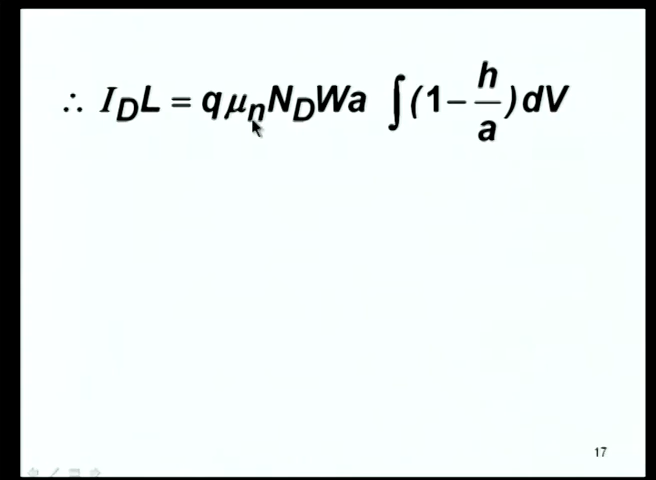 ∴ I_D L = qμ_n N_D Wa ∫(1 − h/a)dV
17